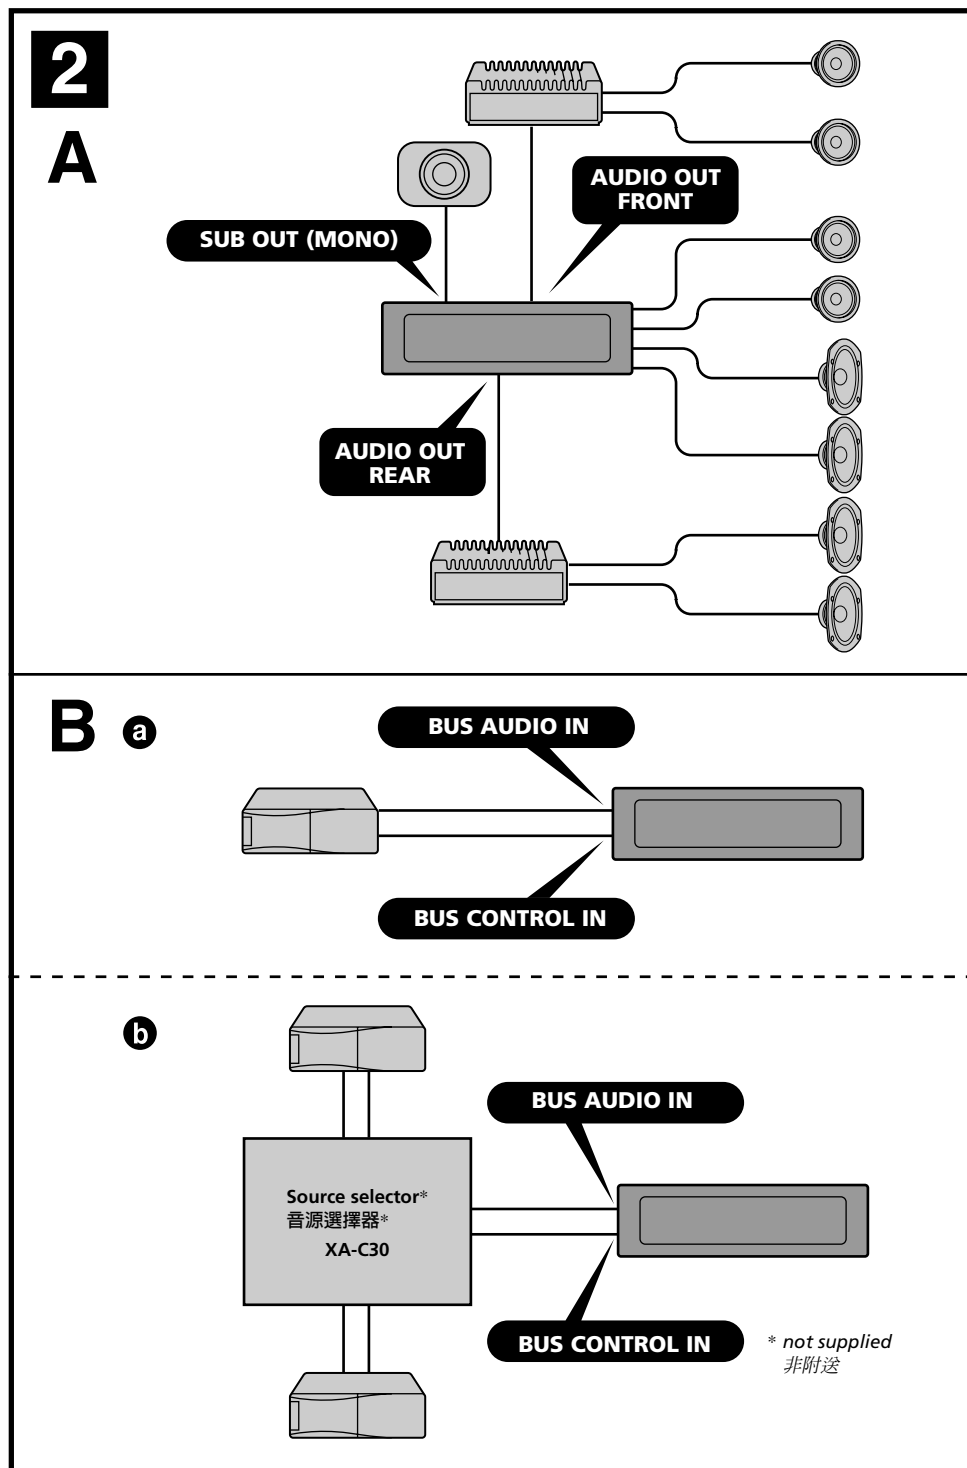 2
A
AUDIO OUT
FRONT
SUB OUT (MONO)
AUDIO OUT
REAR
B a
BUS AUDIO IN
BUS CONTROL IN
b
BUS AUDIO IN
Source selector*
音源選擇器*
XA-C30
BUS CONTROL IN
* not supplied
非附送